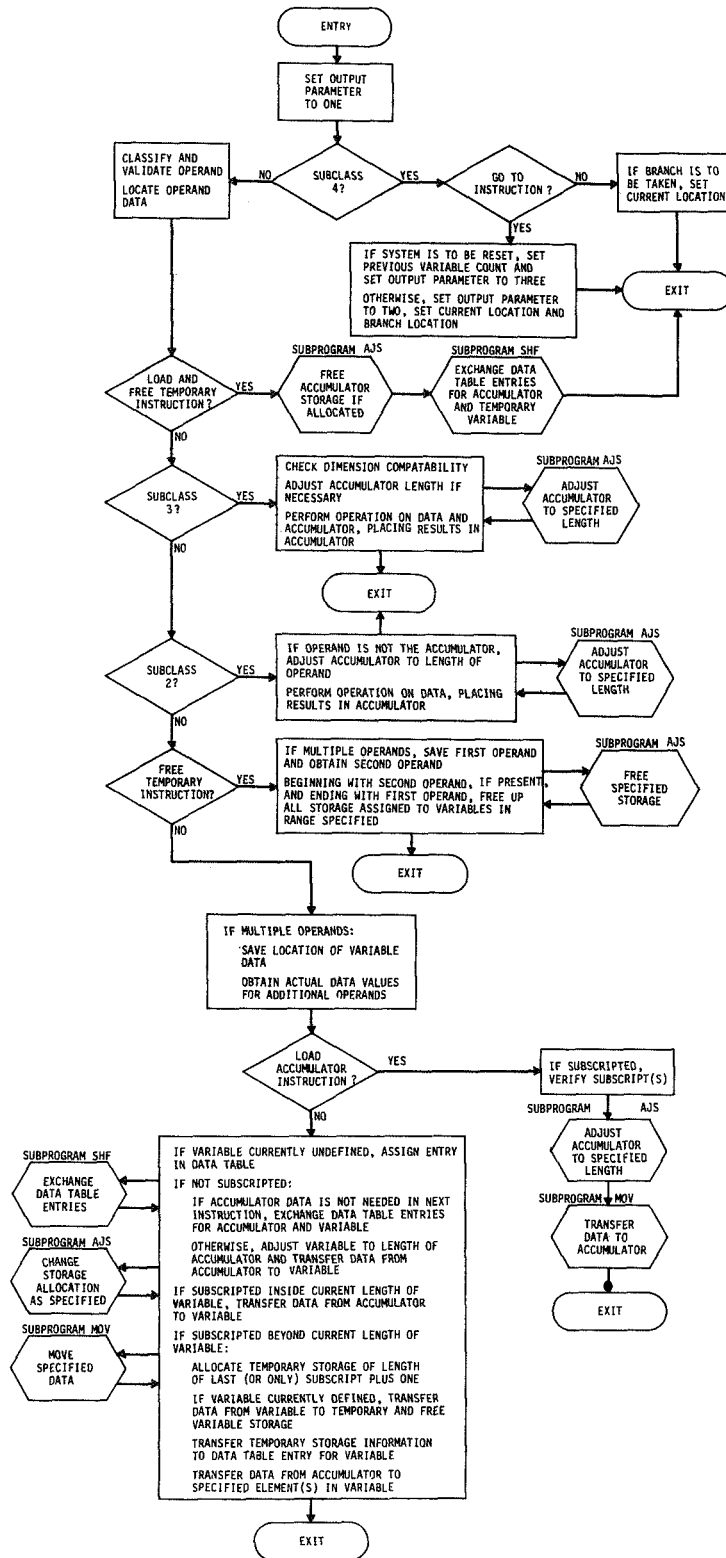 ENTRY
SET OUTPUT
PARAMETER
TO ONE
CLASSIFY AND
VALIDATE OPERAND
LOCATE OPERAND
DATA
NO
SUBCLASS
4?
YES
GO TO
INSTRUCTION?
NO
IF BRANCH IS TO
BE TAKEN, SET
CURRENT LOCATION
YES
IF SYSTEM IS TO BE RESET, SET
PREVIOUS VARIABLE COUNT AND
SET OUTPUT PARAMETER TO THREE
OTHERWISE, SET OUTPUT PARAMETER
TO TWO, SET CURRENT LOCATION AND
BRANCH LOCATION
EXIT
LOAD AND
FREE TEMPORARY
INSTRUCTION?
YES
SUBPROGRAM AJS
FREE
ACCUMULATOR
STORAGE IF
ALLOCATED
SUBPROGRAM SHF
EXCHANGE DATA
TABLE ENTRIES
FOR ACCUMULATOR
AND TEMPORARY
VARIABLE
NO
SUBCLASS
3?
YES
CHECK DIMENSION COMPATABILITY
ADJUST ACCUMULATOR LENGTH IF
NECESSARY
PERFORM OPERATION ON DATA AND
ACCUMULATOR, PLACING RESULTS IN
ACCUMULATOR
SUBPROGRAM AJS
ADJUST
ACCUMULATOR
TO SPECIFIED
LENGTH
NO
EXIT
SUBCLASS
2?
YES
IF OPERAND IS NOT THE ACCUMULATOR,
ADJUST ACCUMULATOR TO LENGTH OF
OPERAND
PERFORM OPERATION ON DATA, PLACING
RESULTS IN ACCUMULATOR
SUBPROGRAM AJS
ADJUST
ACCUMULATOR
TO SPECIFIED
LENGTH
NO
FREE
TEMPORARY
INSTRUCTION?
YES
IF MULTIPLE OPERANDS, SAVE FIRST OPERAND
AND OBTAIN SECOND OPERAND
BEGINNING WITH SECOND OPERAND, IF PRESENT,
AND ENDING WITH FIRST OPERAND, FREE UP
ALL STORAGE ASSIGNED TO VARIABLES IN
RANGE SPECIFIED
SUBPROGRAM AJS
FREE
SPECIFIED
STORAGE
NO
EXIT
IF MULTIPLE OPERANDS:
SAVE LOCATION OF VARIABLE
DATA
OBTAIN ACTUAL DATA VALUES
FOR ADDITIONAL OPERANDS
LOAD
ACCUMULATOR
INSTRUCTION?
YES
IF SUBSCRIPTED,
VERIFY SUBSCRIPT(S)
NO
SUBPROGRAM AJS
ADJUST
ACCUMULATOR
TO SPECIFIED
LENGTH
SUBPROGRAM MOV
TRANSFER
DATA TO
ACCUMULATOR
EXIT
SUBPROGRAM SHF
EXCHANGE
DATA TABLE
ENTRIES
SUBPROGRAM AJS
CHANGE
STORAGE
ALLOCATION
AS SPECIFIED
SUBPROGRAM MOV
MOVE
SPECIFIED
DATA
IF VARIABLE CURRENTLY UNDEFINED, ASSIGN ENTRY
IN DATA TABLE
IF NOT SUBSCRIPTED:
IF ACCUMULATOR DATA IS NOT NEEDED IN NEXT
INSTRUCTION, EXCHANGE DATA TABLE ENTRIES
FOR ACCUMULATOR AND VARIABLE
OTHERWISE, ADJUST VARIABLE TO LENGTH OF
ACCUMULATOR AND TRANSFER DATA FROM
ACCUMULATOR TO VARIABLE
IF SUBSCRIPTED INSIDE CURRENT LENGTH OF
VARIABLE, TRANSFER DATA FROM ACCUMULATOR
TO VARIABLE
IF SUBSCRIPTED BEYOND CURRENT LENGTH OF
VARIABLE:
ALLOCATE TEMPORARY STORAGE OF LENGTH
OF LAST (OR ONLY) SUBSCRIPT PLUS ONE
IF VARIABLE CURRENTLY DEFINED, TRANSFER
DATA FROM VARIABLE TO TEMPORARY AND FREE
VARIABLE STORAGE
TRANSFER TEMPORARY STORAGE INFORMATION
TO DATA TABLE ENTRY FOR VARIABLE
TRANSFER DATA FROM ACCUMULATOR TO
SPECIFIED ELEMENT(S) IN VARIABLE
EXIT